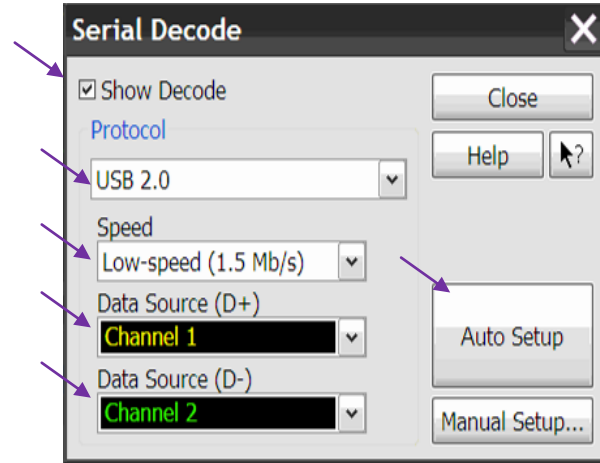 Serial Decode
Show Decode
Close
Protocol
Help
?
USB 2.0
Speed
Low-speed (1.5 Mb/s)
Data Source (D+)
Channel 1
Auto Setup
Data Source (D-)
Channel 2
Manual Setup...